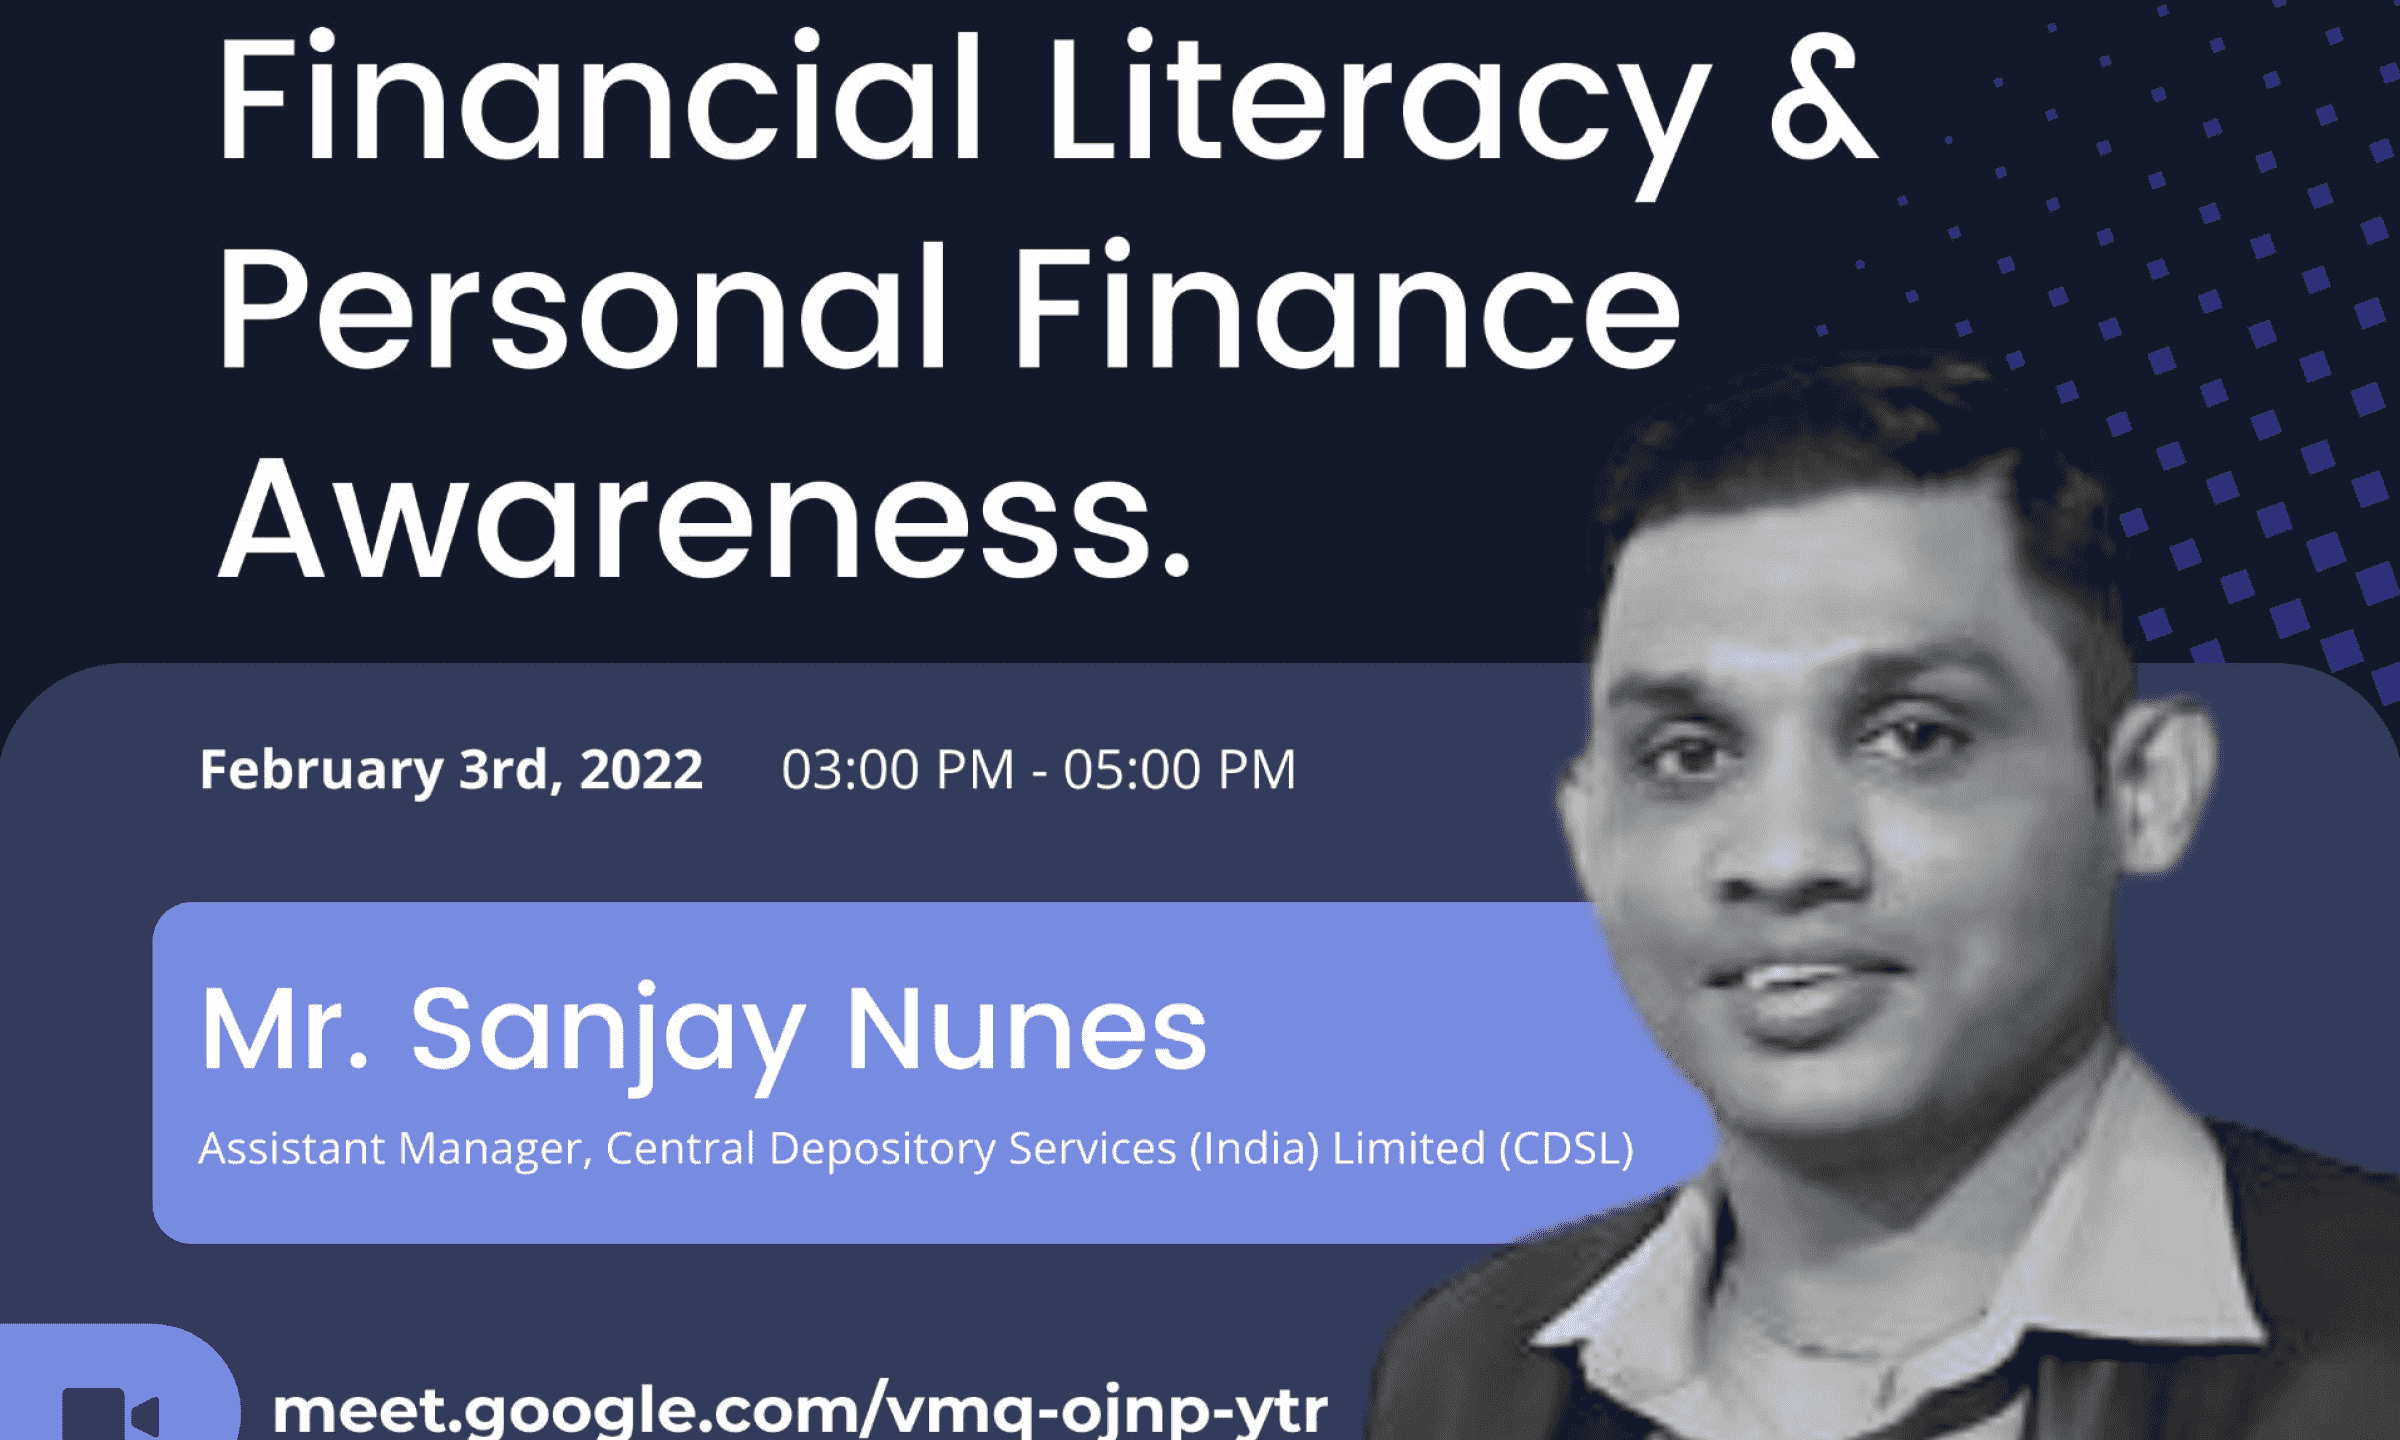 Financial Literacy &
Personal Finance
Awareness.
February 3rd, 2022 03:00 PM - 05:00 PM
Mr. Sanjay Nunes
Assistant Manager, Central Depository Services (India) Limited (CDSL)
meet.google.com/vmq-ojnp-ytr